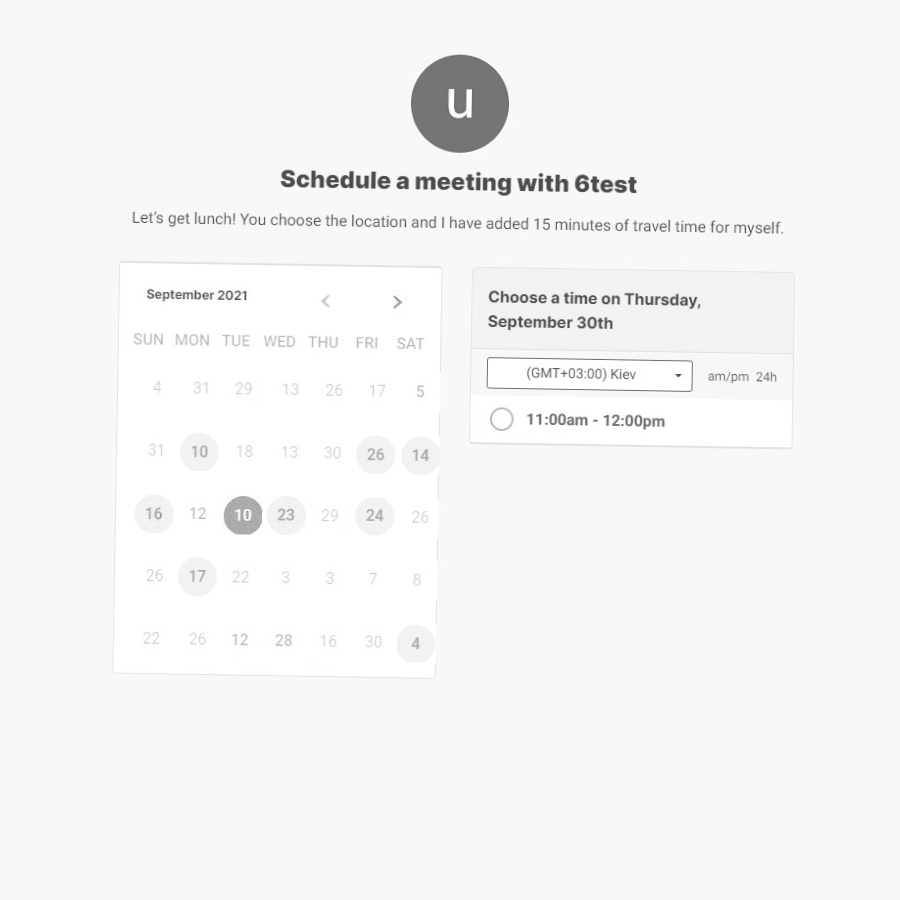 u
Schedule a meeting with 6test
Let's get lunch! You choose the location and I have added 15 minutes of travel time for myself.
September 2021
SUN MON TUE WED THU FRI SAT
4 31 29 13 26 17 5
31 10 18 13 30 26 14
16 12 10 23 29 24 26
26 17 22 3 3 7 8
22 26 12 28 16 30 4
Choose a time on Thursday,
September 30th
(GMT+03:00) Kiev am/pm 24h
11:00am - 12:00pm